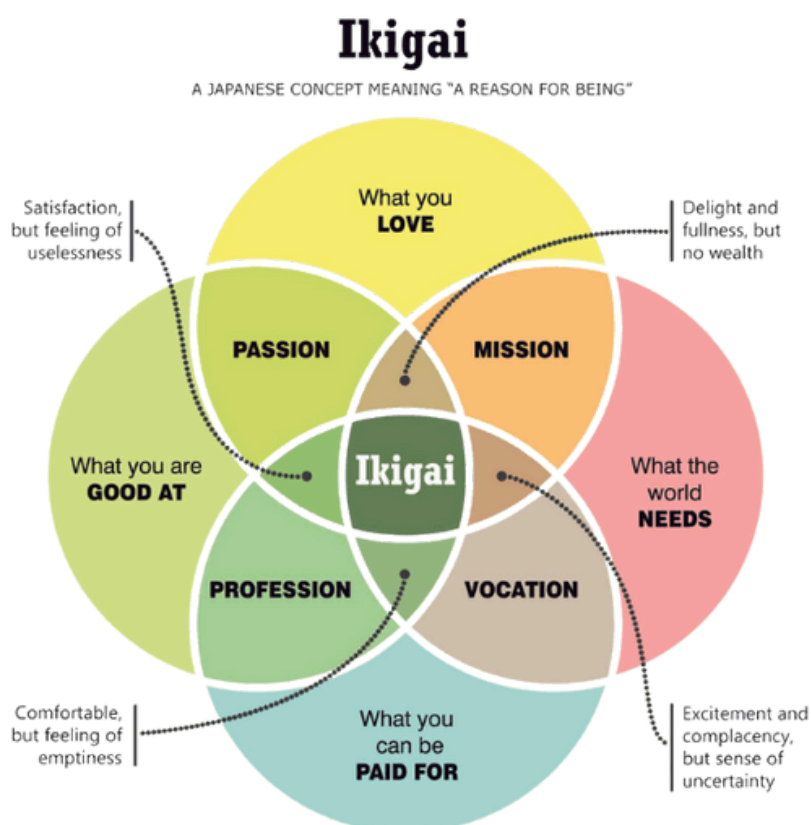 Ikigai
A JAPANESE CONCEPT MEANING “A REASON FOR BEING”
What you
LOVE
Satisfaction,
but feeling of
uselessness
Delight and
fullness, but
no wealth
PASSION
MISSION
What you are
GOOD AT
Ikigai
What the
world
NEEDS
PROFESSION
VOCATION
Comfortable,
but feeling of
emptiness
What you
can be
PAID FOR
Excitement and
complacency,
but sense of
uncertainty